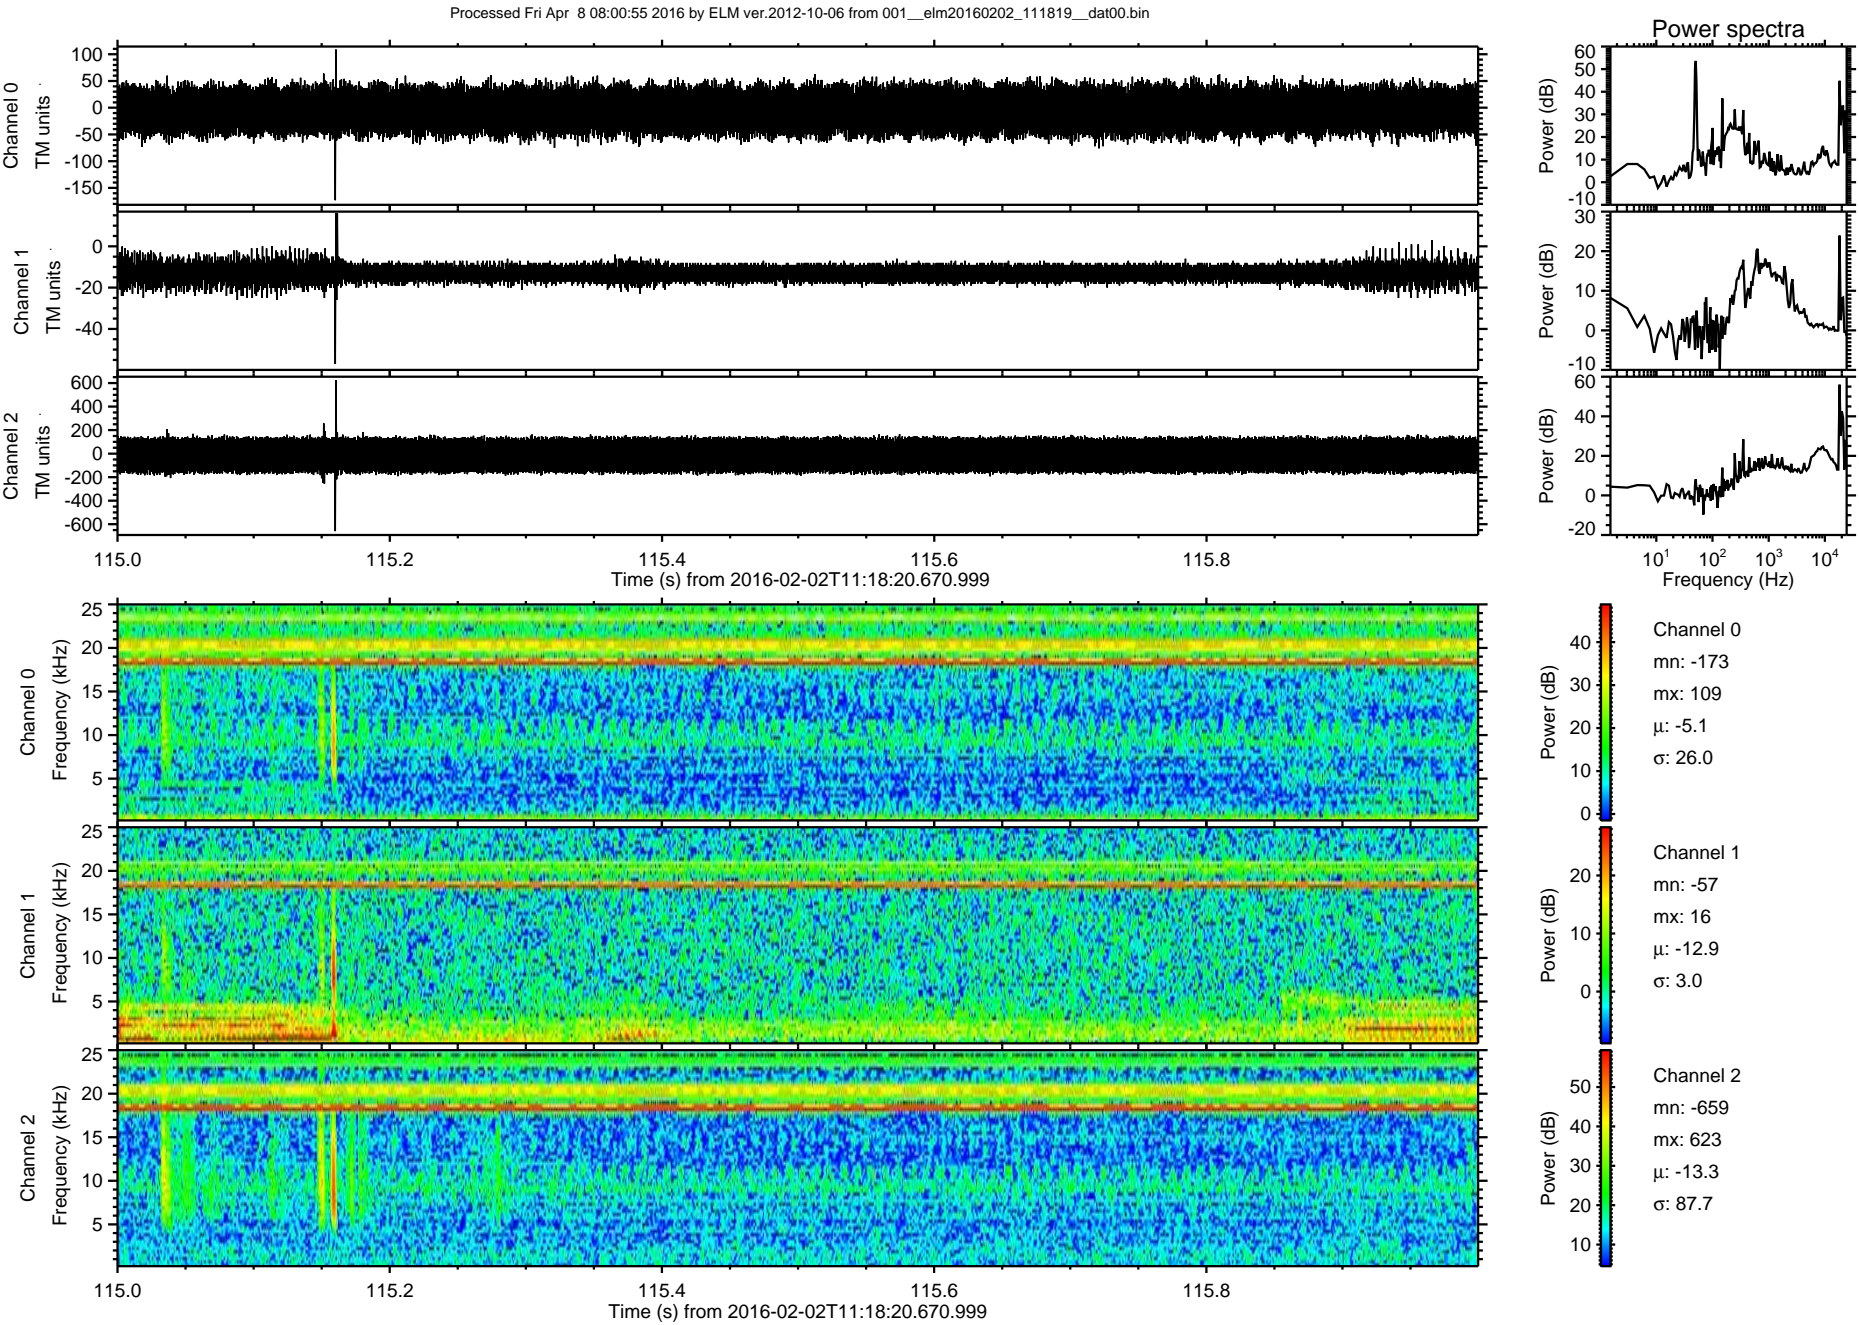 Processed Fri Apr  8 08:00:55 2016 by ELM ver.2012-10-06 from 001__elm20160202_111819__dat00.bin
Power spectra
Channel 0
TM units
100
50
0
-50
-100
-150
Power (dB)
60
50
40
30
20
10
0
-10
Channel 1
TM units
0
-20
-40
Power (dB)
30
20
10
0
-10
Channel 2
TM units
600
400
200
0
-200
-400
-600
Power (dB)
60
40
20
0
-20
115.0 115.2 115.4 115.6 115.8
Time (s) from 2016-02-02T11:18:20.670.999
10¹ 10² 10³ 10⁴
Frequency (Hz)
Channel 0
Frequency (kHz)
25
20
15
10
5
Power (dB)
40
30
20
10
0
Channel 0
mn: -173
mx: 109
μ: -5.1
σ: 26.0
Channel 1
Frequency (kHz)
25
20
15
10
5
Power (dB)
20
10
0
Channel 1
mn: -57
mx: 16
μ: -12.9
σ: 3.0
Channel 2
Frequency (kHz)
25
20
15
10
5
Power (dB)
50
40
30
20
10
Channel 2
mn: -659
mx: 623
μ: -13.3
σ: 87.7
115.0 115.2 115.4 115.6 115.8
Time (s) from 2016-02-02T11:18:20.670.999